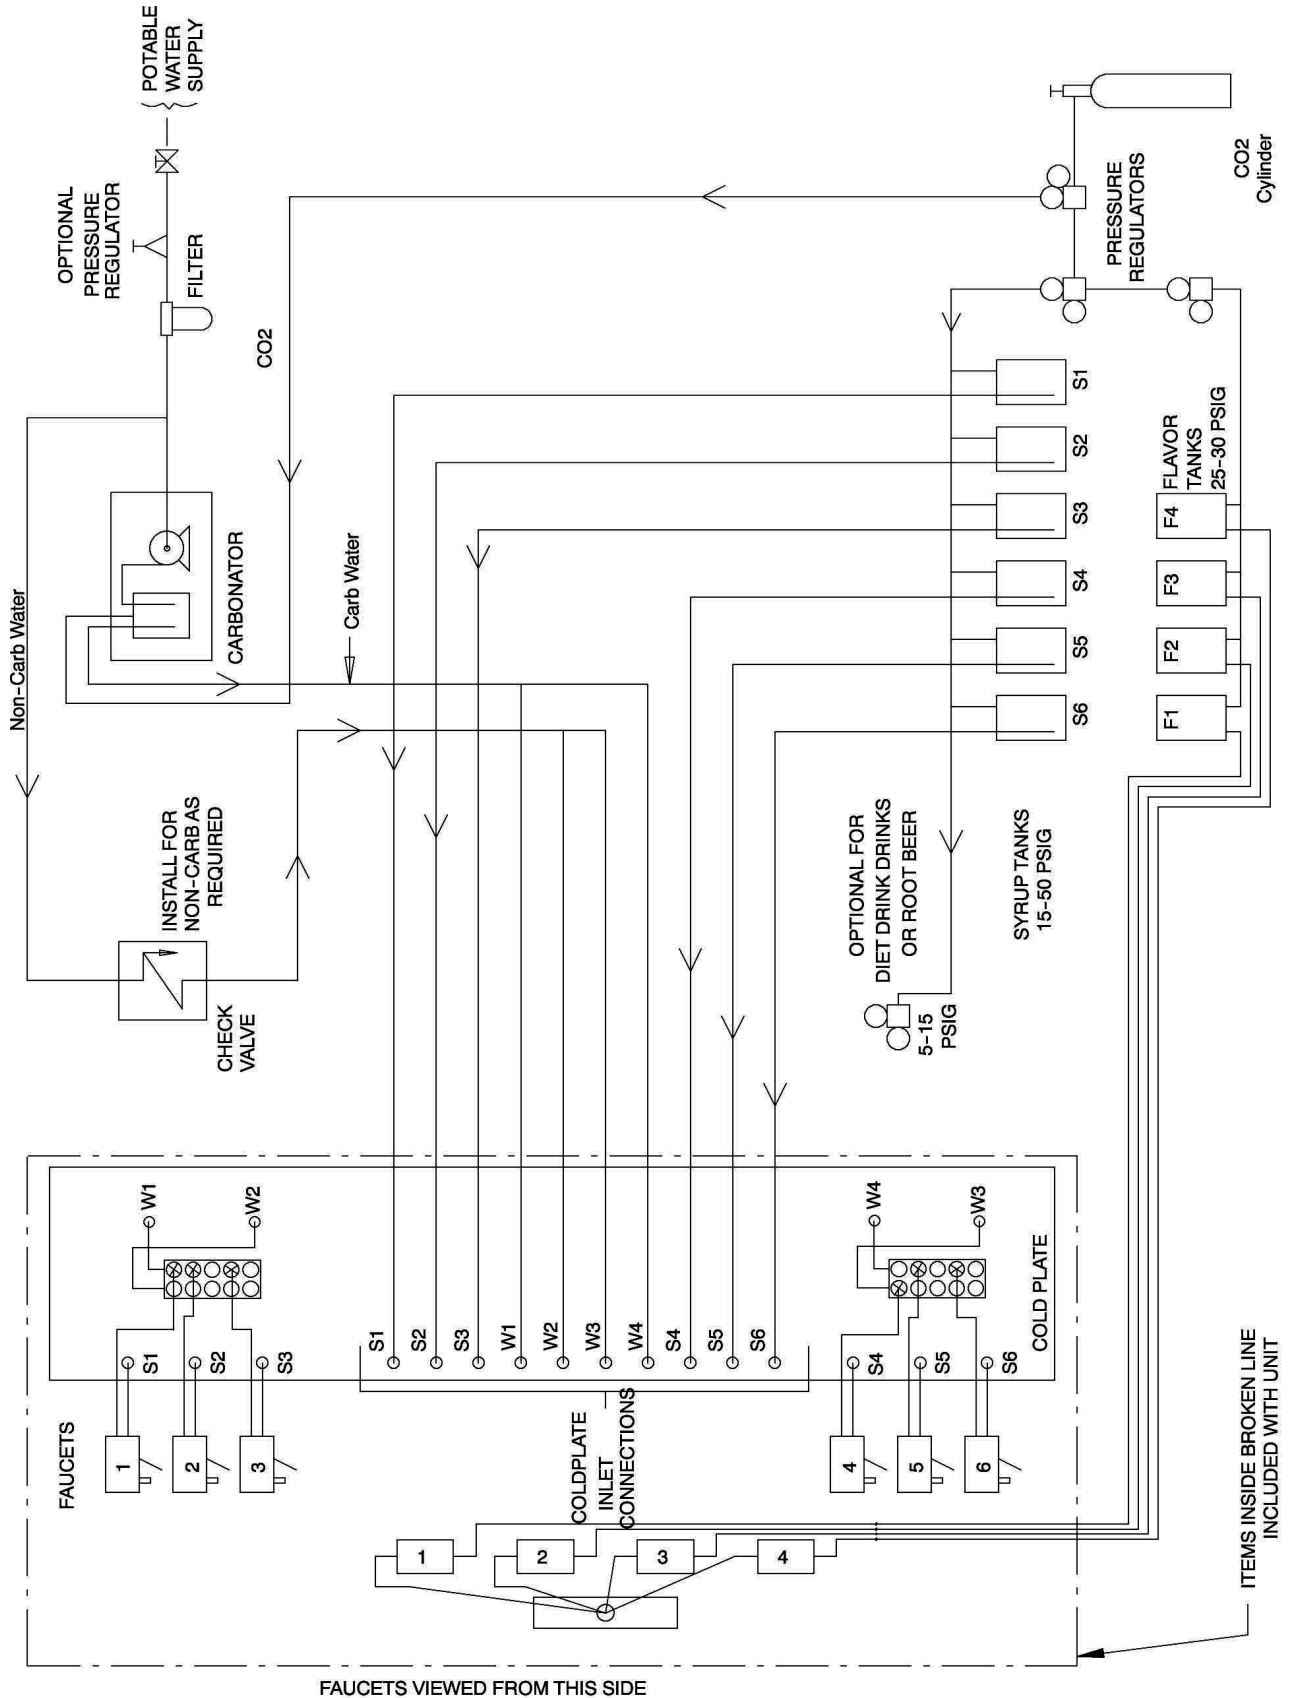 POTABLE
WATER
SUPPLY
OPTIONAL
PRESSURE
REGULATOR
FILTER
CO2
Cylinder
PRESSURE
REGULATORS
CO2
Non-Carb Water
CARBONATOR
Carb Water
S1
S2
S3
S4
S5
S6
FLAVOR
TANKS
25-30 PSIG
F4
F3
F2
F1
INSTALL FOR
NON-CARB AS
REQUIRED
CHECK
VALVE
OPTIONAL FOR
DIET DRINK DRINKS
OR ROOT BEER
5-15
PSIG
SYRUP TANKS
15-50 PSIG
W1
W2
W4
W3
S1
S2
S3
S1
S2
S3
W1
W2
W3
W4
S4
S5
S6
S4
S5
S6
COLD PLATE
FAUCETS
1
2
3
COLDPLATE
INLET
CONNECTIONS
4
5
6
1
2
3
4
ITEMS INSIDE BROKEN LINE
INCLUDED WITH UNIT
FAUCETS VIEWED FROM THIS SIDE